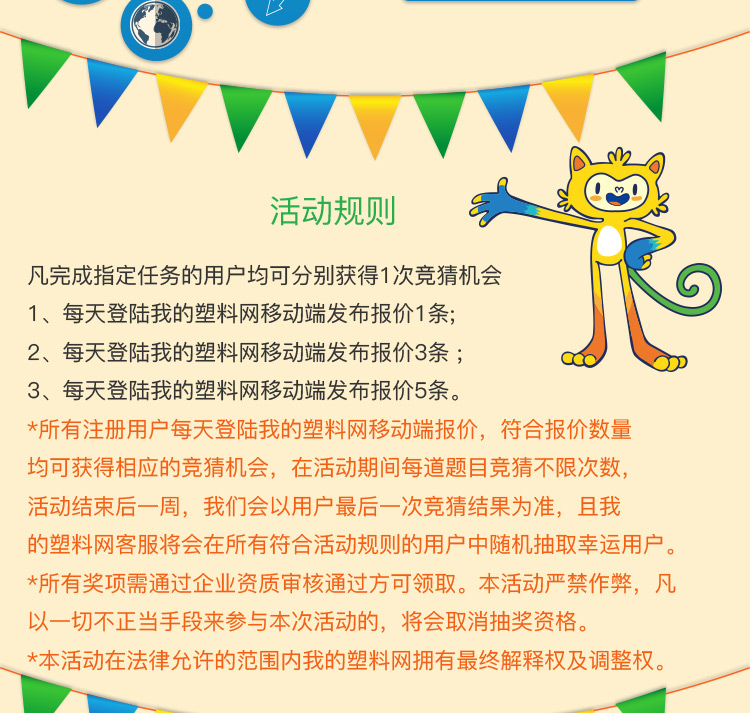 活动规则
凡完成指定任务的用户均可分别获得1次竞猜机会
1、每天登陆我的塑料网移动端发布报价1条;
2、每天登陆我的塑料网移动端发布报价3条 ;
3、每天登陆我的塑料网移动端发布报价5条。
*所有注册用户每天登陆我的塑料网移动端报价，符合报价数量
均可获得相应的竞猜机会，在活动期间每道题目竞猜不限次数，
活动结束后一周，我们会以用户最后一次竞猜结果为准，且我
的塑料网客服将会在所有符合活动规则的用户中随机抽取幸运用户。
*所有奖项需通过企业资质审核通过方可领取。本活动严禁作弊，凡
以一切不正当手段来参与本次活动的，将会取消抽奖资格。
*本活动在法律允许的范围内我的塑料网拥有最终解释权及调整权。